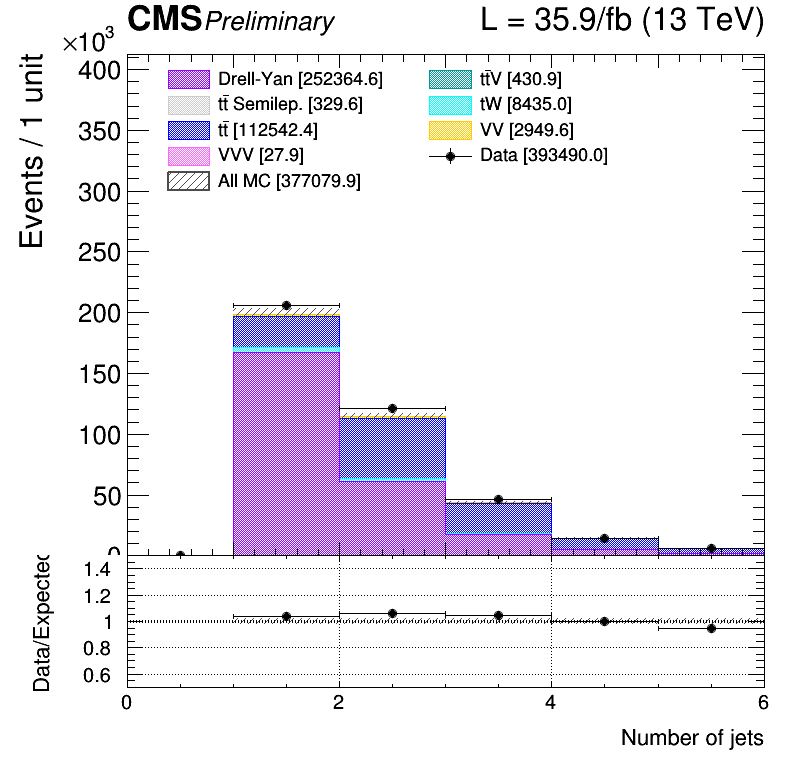 CMS Preliminary L = 35.9/fb (13 TeV)
×10³
Events / 1 unit
400
350
300
250
200
150
100
50
0
Drell-Yan [252364.6]
tt̄ Semilep. [329.6]
tt̄ [112542.4]
VVV [27.9]
All MC [377079.9]
tt̄V [430.9]
tW [8435.0]
VV [2949.6]
Data [393490.0]
Data/Expected
1.4
1.2
1
0.8
0.6
0 2 4 6
Number of jets